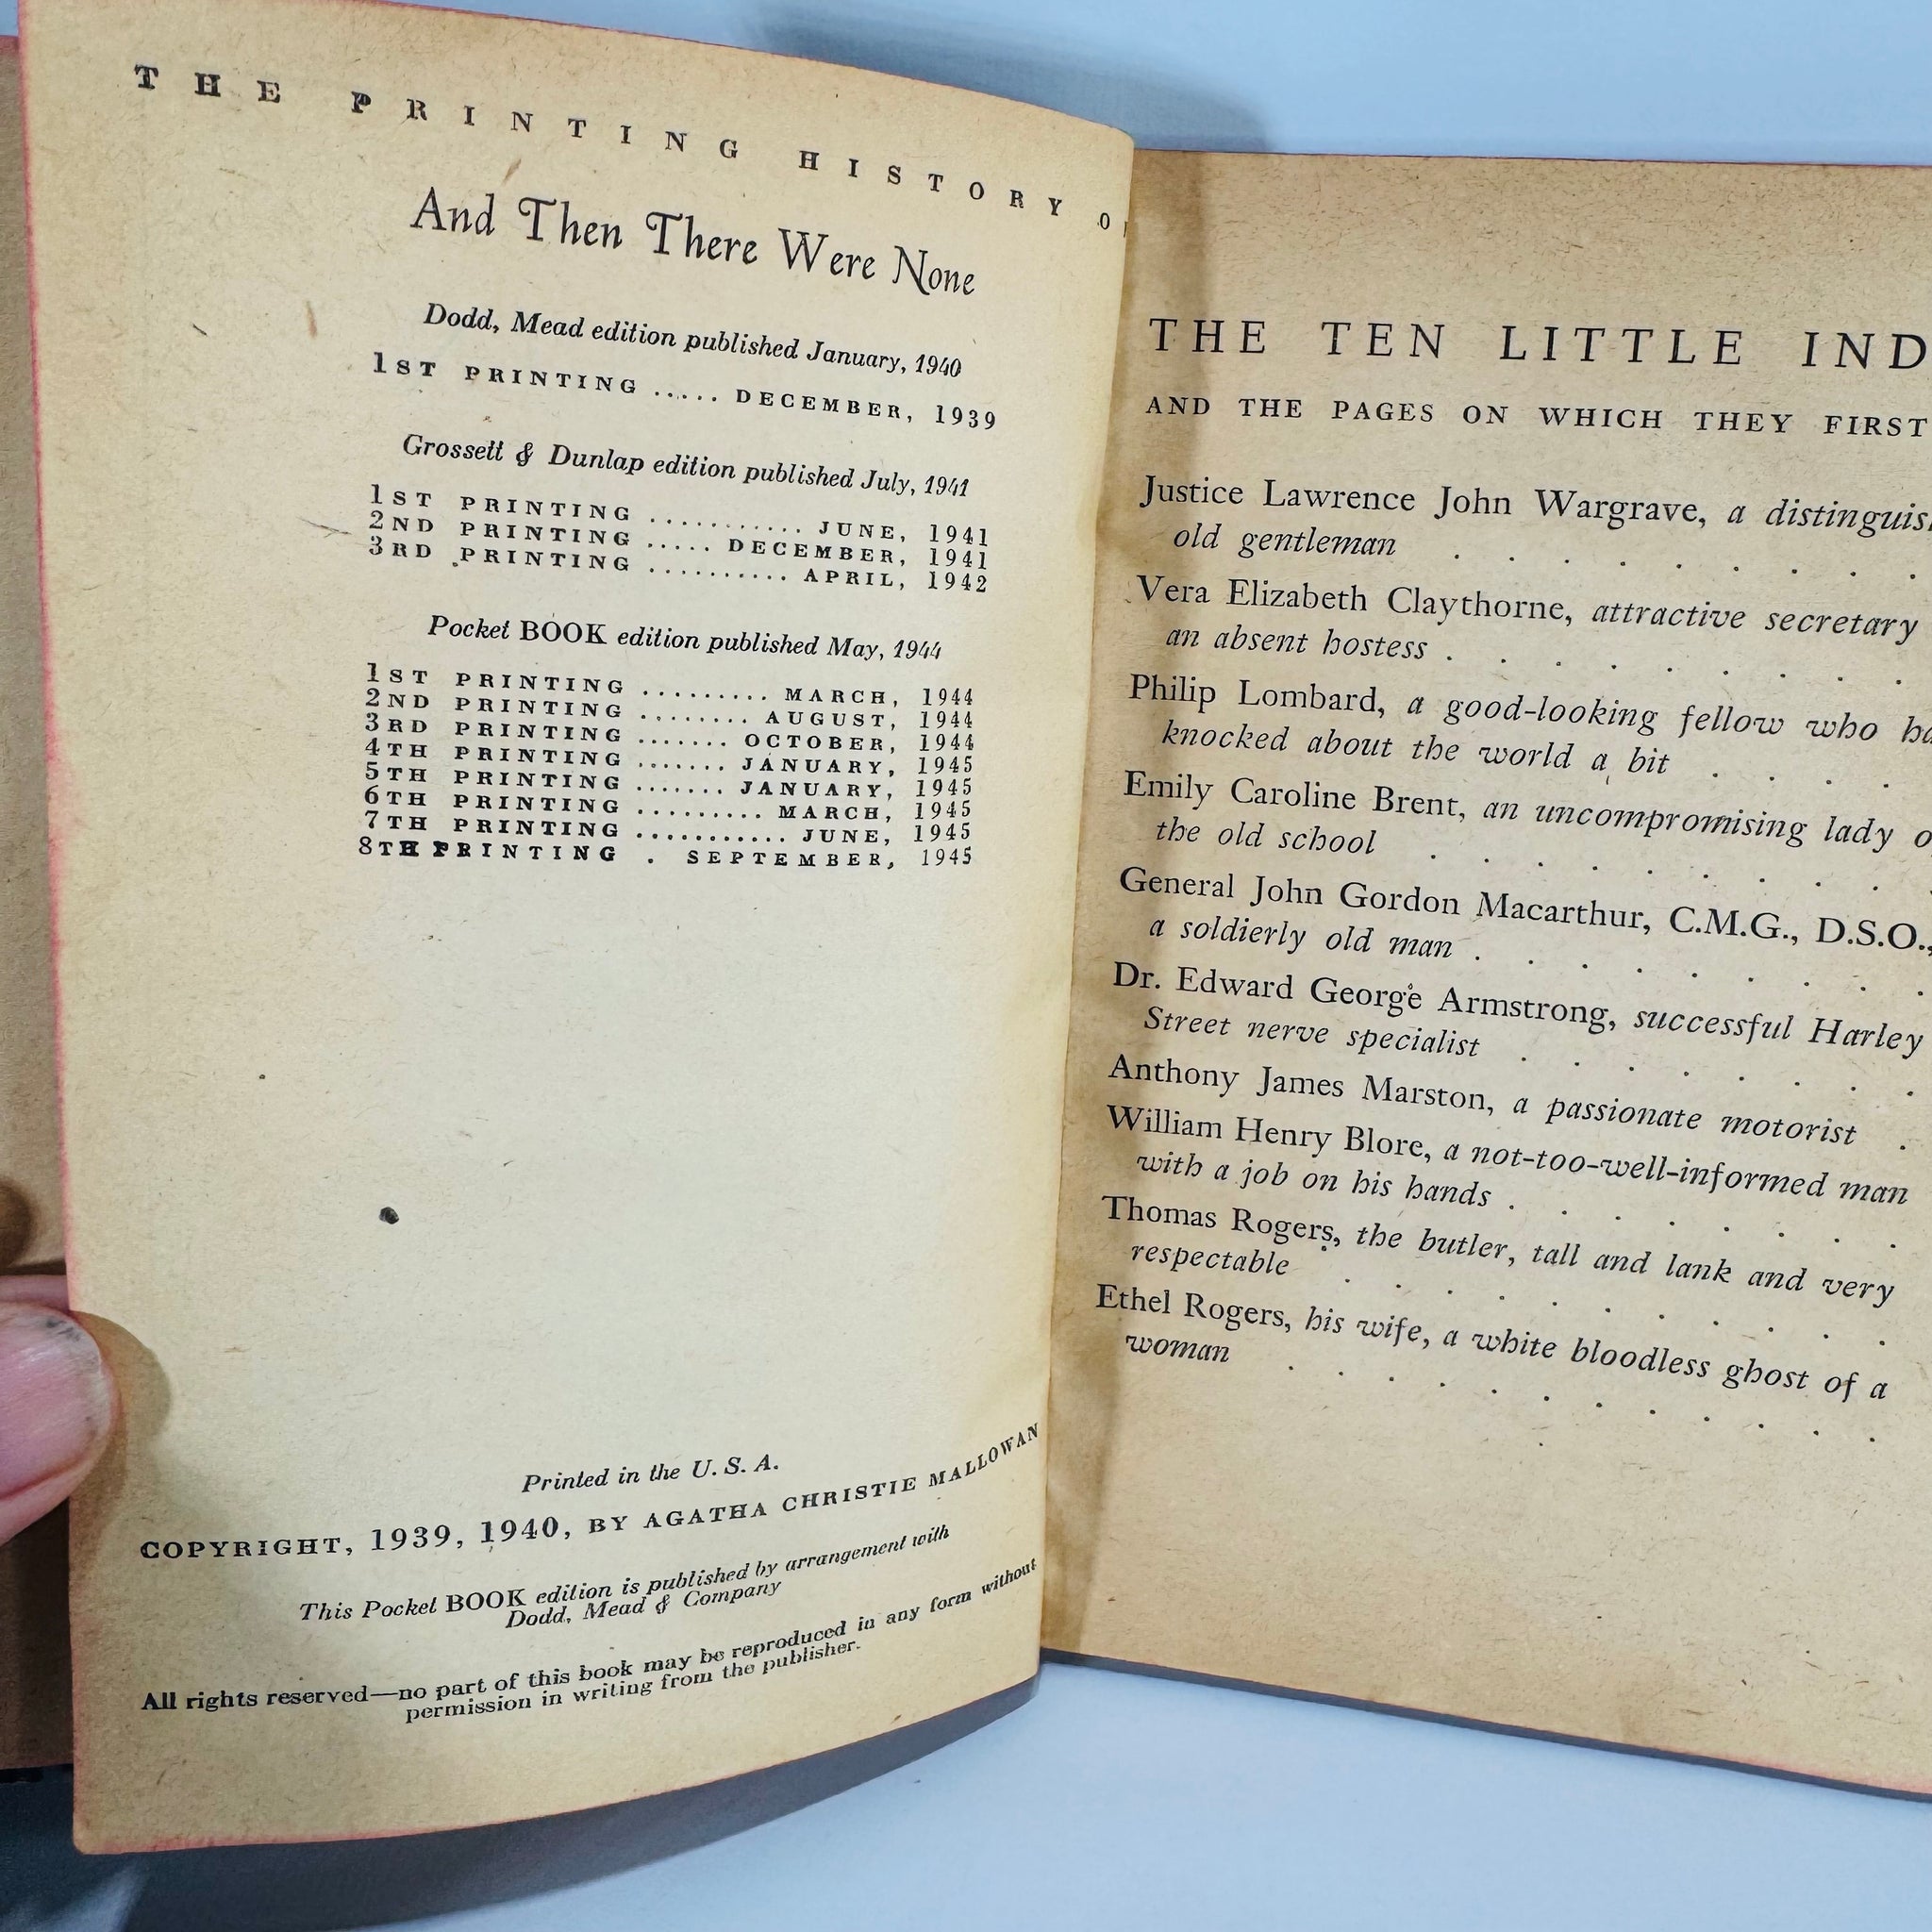 THE PRINTING HISTORY
And Then There Were None
Dodd, Mead edition published January, 1940
1ST PRINTING ..... DECEMBER, 1939
Grossett & Dunlap edition published July, 1941
1ST PRINTING ........... JUNE, 1941
2ND PRINTING ..... DECEMBER, 1941
3RD PRINTING .......... APRIL, 1942
Pocket BOOK edition published May, 1944
1ST PRINTING ......... MARCH, 1944
2ND PRINTING ........ AUGUST, 1944
3RD PRINTING ....... OCTOBER, 1944
4TH PRINTING ....... JANUARY, 1945
5TH PRINTING ....... JANUARY, 1945
6TH PRINTING ......... MARCH, 1945
7TH PRINTING ........... JUNE, 1945
8TH PRINTING . SEPTEMBER, 1945
Printed in the U. S. A.
COPYRIGHT, 1939, 1940, BY AGATHA CHRISTIE MALLOWAN
This Pocket BOOK edition is published by arrangement with
Dodd, Mead & Company
All rights reserved—no part of this book may be reproduced in any form without
permission in writing from the publisher.
THE TEN LITTLE
AND THE PAGES ON WHICH THEY FIRST
Justice Lawrence John Wargrave, a
old gentleman . . . . . . . . .
Vera Elizabeth Claythorne, attractive secretary
an absent hostess . . . . . . . . .
Philip Lombard, a good-looking fellow who
knocked about the world a bit . . . .
Emily Caroline Brent, an uncompromising lady
the old school . . . . . . . . .
General John Gordon Macarthur, C.M.G., D.S.O.,
a soldierly old man . . . . . . . . .
Dr. Edward George Armstrong, successful Harley
Street nerve specialist . . . . . . . .
Anthony James Marston, a passionate motorist .
William Henry Blore, a not-too-well-informed man
with a job on his hands . . . . . . . .
Thomas Rogers, the butler, tall and lank and very
respectable . . . . . . . . . . .
Ethel Rogers, his wife, a white bloodless ghost of a
woman . . . . . . . . . . . .